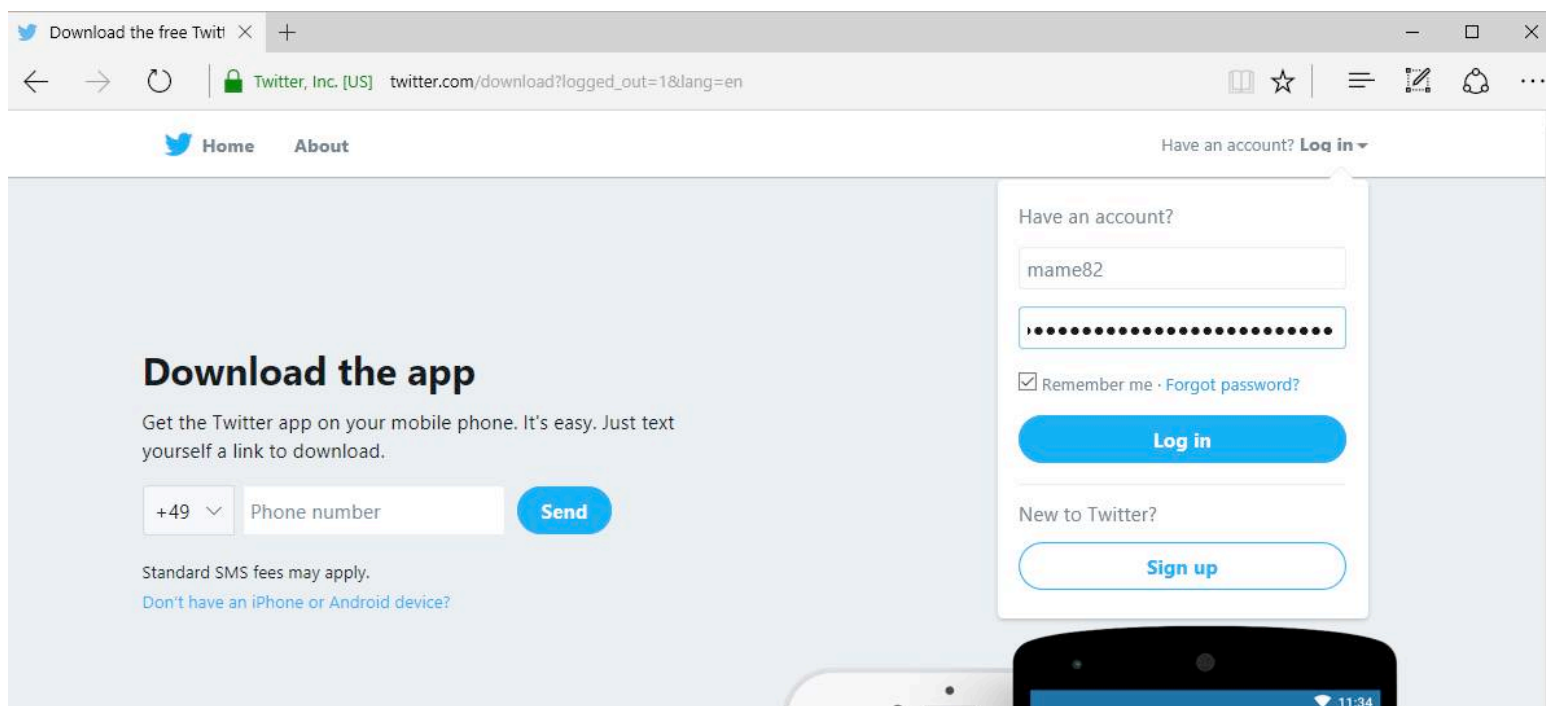 Download the free Twitt
Twitter, Inc. [US] twitter.com/download?logged_out=1&lang=en
Home About
Have an account? Log in
Have an account?
mame82
Remember me · Forgot password?
Log in
New to Twitter?
Sign up
Download the app
Get the Twitter app on your mobile phone. It's easy. Just text
yourself a link to download.
+49 Phone number Send
Standard SMS fees may apply.
Don't have an iPhone or Android device?
11:34